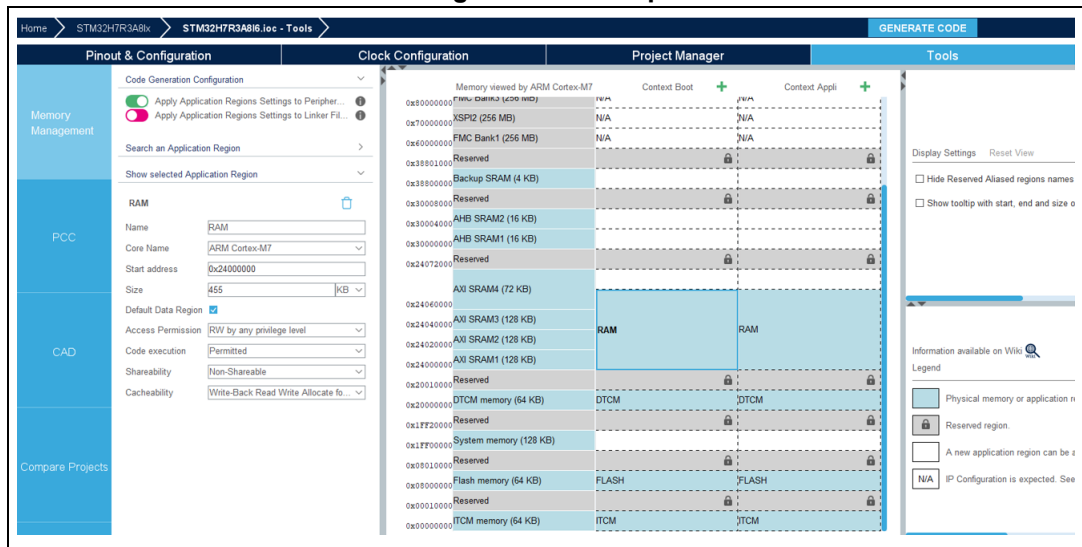 Home STM32H7R3A8Ix STM32H7R3A8I6.ioc - Tools GENERATE CODE
Pinout & Configuration Clock Configuration Project Manager Tools
Memory Management
PCC
CAD
Compare Projects
Code Generation Configuration
Apply Application Regions Settings to Peripher...
Apply Application Regions Settings to Linker Fil...
Search an Application Region
Show selected Application Region
RAM
Name RAM
Core Name ARM Cortex-M7
Start address 0x24000000
Size 455 KB
Default Data Region
Access Permission RW by any privilege level
Code execution Permitted
Shareability Non-Shareable
Cacheability Write-Back Read Write Allocate fo...
Memory viewed by ARM Cortex-M7 Context Boot + Context Appli +
FMC Bank3 (256 MB) N/A N/A
0x80000000
XSPI2 (256 MB) N/A N/A
0x70000000
FMC Bank1 (256 MB) N/A N/A
0x60000000
Reserved
0x38801000
Backup SRAM (4 KB)
0x38800000
Reserved
0x30008000
AHB SRAM2 (16 KB)
0x30004000
AHB SRAM1 (16 KB)
0x30000000
Reserved
0x24072000
AXI SRAM4 (72 KB)
0x24060000
AXI SRAM3 (128 KB)
0x24040000
RAM RAM
AXI SRAM2 (128 KB)
0x24020000
AXI SRAM1 (128 KB)
0x24000000
Reserved
0x20010000
DTCM memory (64 KB) DTCM DTCM
0x20000000
Reserved
0x1FF20000
System memory (128 KB)
0x1FF00000
Reserved
0x08010000
Flash memory (64 KB) FLASH FLASH
0x08000000
Reserved
0x00010000
ITCM memory (64 KB) ITCM ITCM
0x00000000
Display Settings Reset View
Hide Reserved Aliased regions names
Show tooltip with start, end and size o
Information available on Wiki
Legend
Physical memory or application re
Reserved region.
A new application region can be a
N/A IP Configuration is expected. See